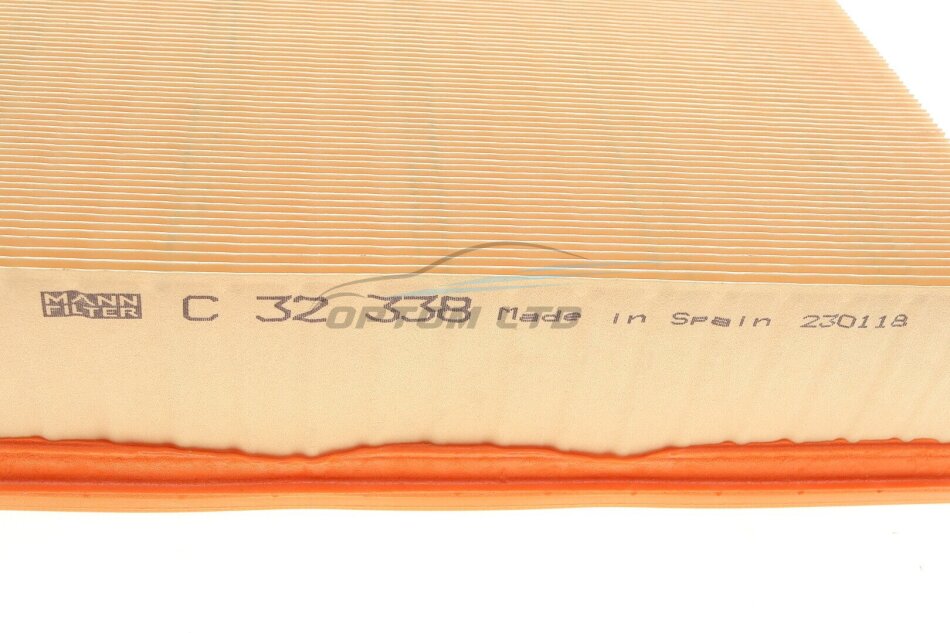 MANN
FILTER
C 32 338 Made in Spain 230118
OPTOM LTD